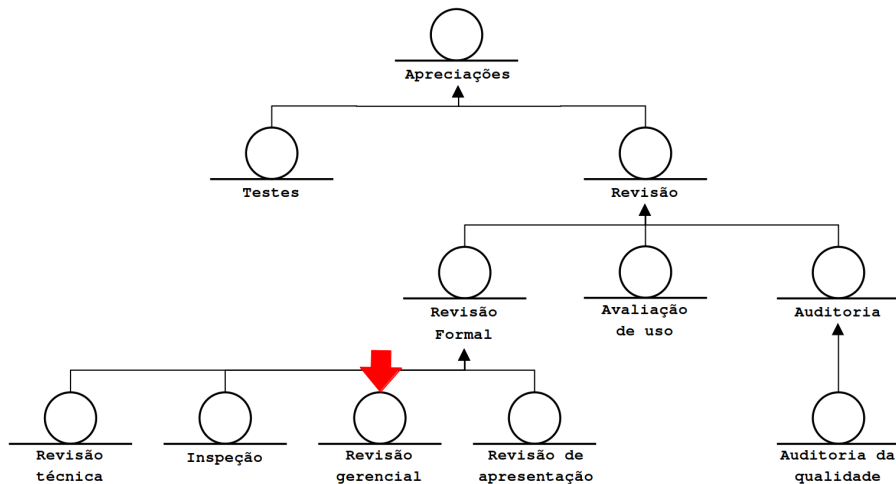 Apreciações
Testes
Revisão
Revisão
Formal
Avaliação
de uso
Auditoria
Revisão
técnica
Inspeção
Revisão
gerencial
Revisão de
apresentação
Auditoria da
qualidade